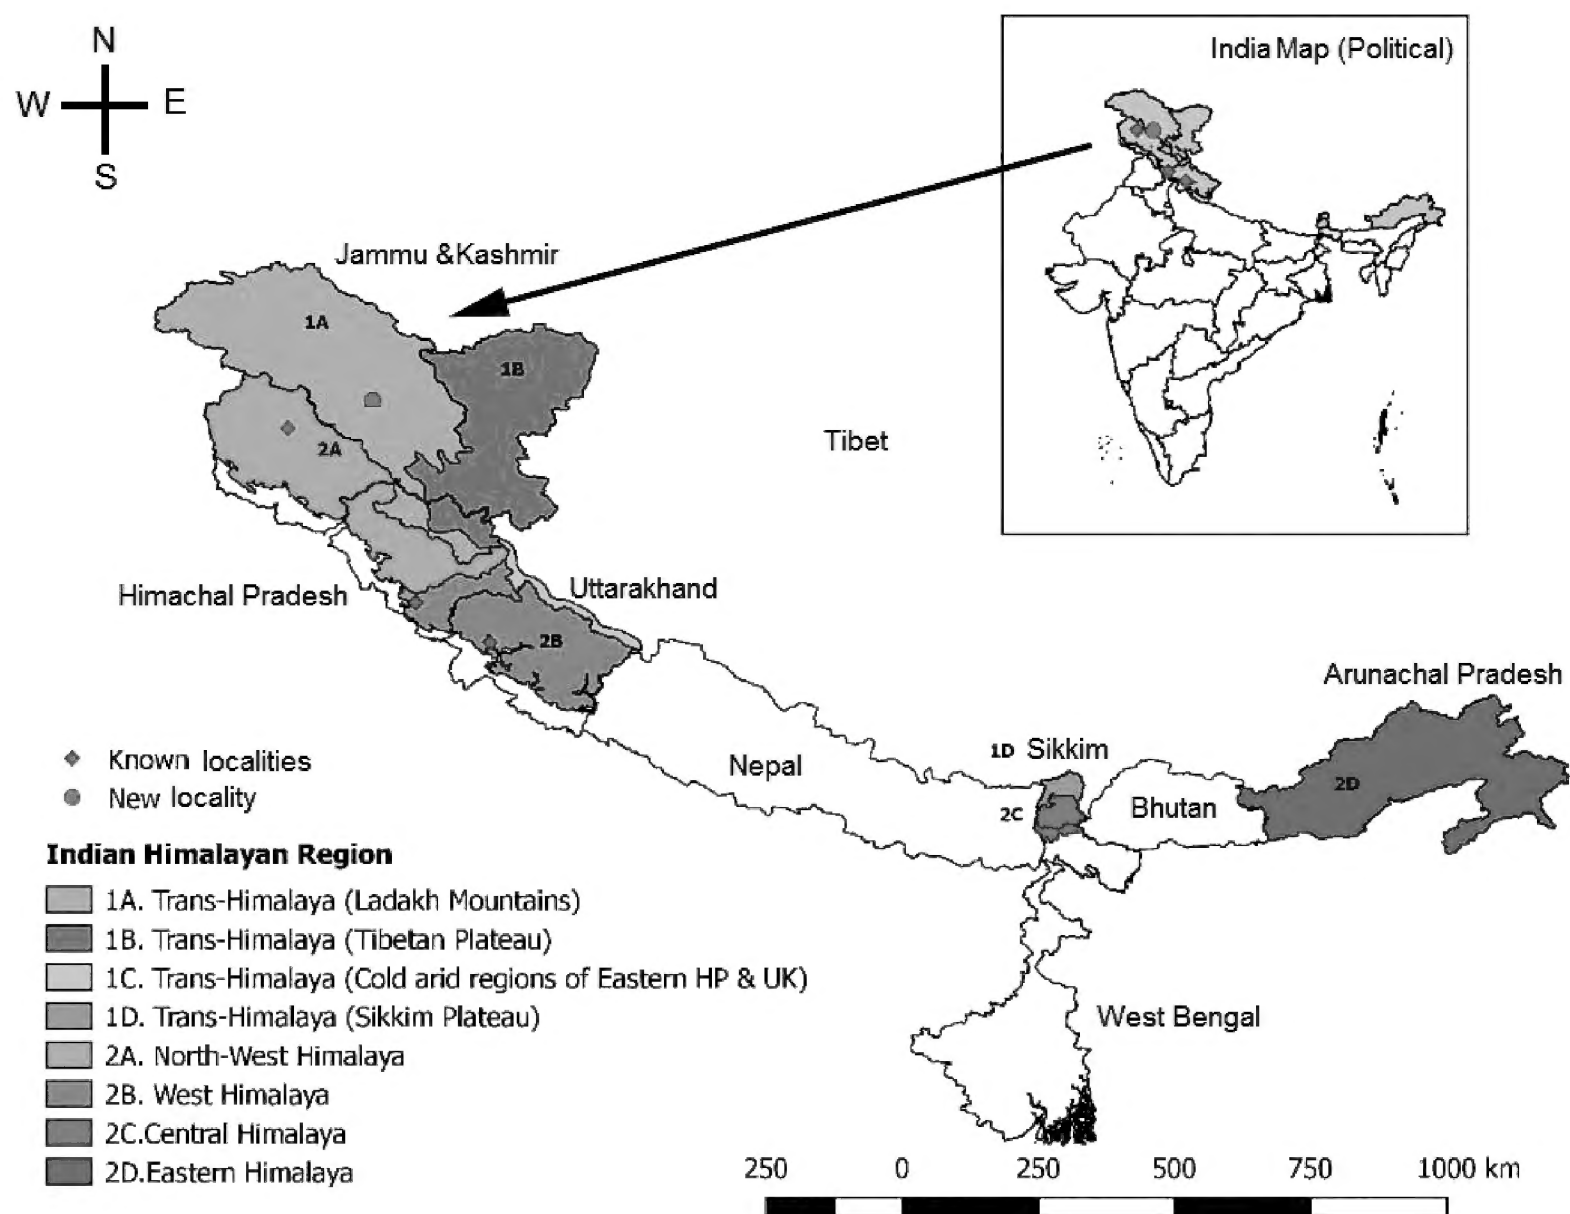 N
W E
S
India Map (Political)
Jammu &Kashmir
1A
1B
2A
Tibet
Himachal Pradesh
Uttarakhand
2B
Arunachal Pradesh
Known localities
New locality
Nepal
1D Sikkim
2C
Bhutan
2D
Indian Himalayan Region
1A. Trans-Himalaya (Ladakh Mountains)
1B. Trans-Himalaya (Tibetan Plateau)
1C. Trans-Himalaya (Cold arid regions of Eastern HP & UK)
1D. Trans-Himalaya (Sikkim Plateau)
2A. North-West Himalaya
2B. West Himalaya
2C.Central Himalaya
2D.Eastern Himalaya
West Bengal
250 0 250 500 750 1000 km